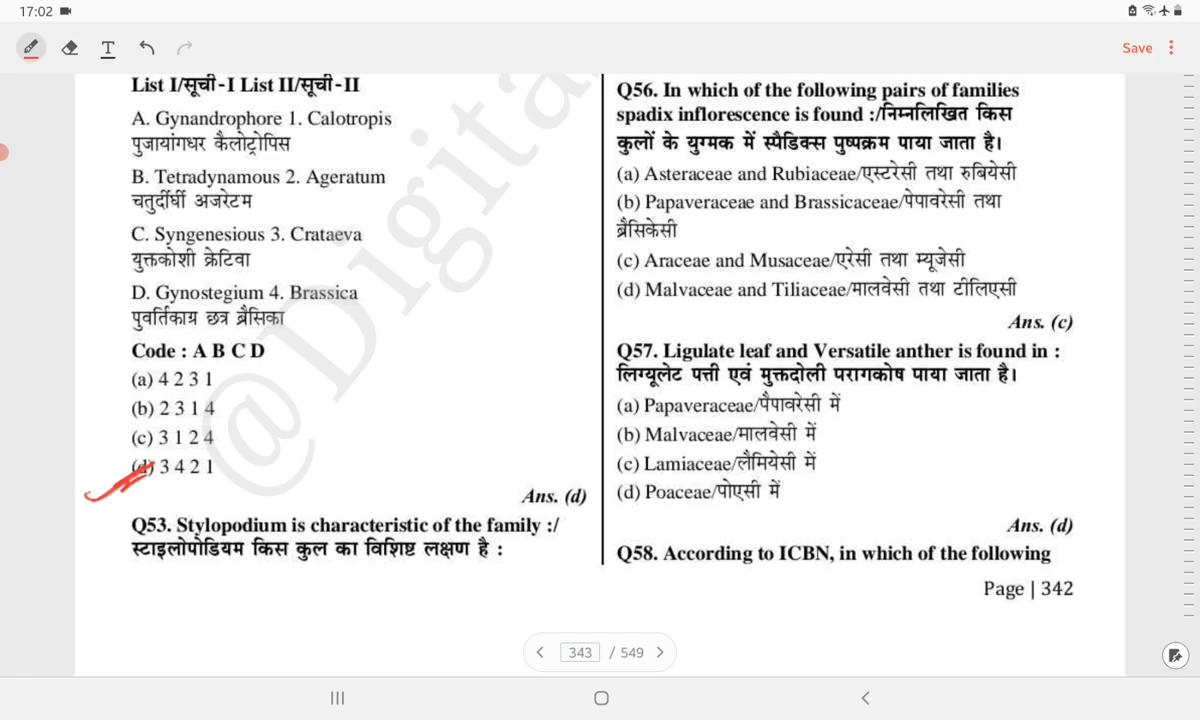 17:02
Save
List I/सूची-I List II/सूची-II
A. Gynandrophore 1. Calotropis
पुजायांगधर कैलोट्रोपिस
B. Tetradynamous 2. Ageratum
चतुर्दीर्घी अजरेटम
C. Syngenesious 3. Crataeva
युक्तकोशी क्रेटिवा
D. Gynostegium 4. Brassica
पुवर्तिकाग्र छत्र ब्रैसिका
Code : A B C D
(a) 4 2 3 1
(b) 2 3 1 4
(c) 3 1 2 4
(d) 3 4 2 1
Ans. (d)
Q53. Stylopodium is characteristic of the family :/
स्टाइलोपोडियम किस कुल का विशिष्ट लक्षण है :
Q56. In which of the following pairs of families
spadix inflorescence is found :/निम्नलिखित किस
कुलों के युग्मक में स्पैडिक्स पुष्पक्रम पाया जाता है।
(a) Asteraceae and Rubiaceae/एस्टरेसी तथा रुबियेसी
(b) Papaveraceae and Brassicaceae/पेपावरेसी तथा
ब्रैसिकेसी
(c) Araceae and Musaceae/एरेसी तथा म्यूजेसी
(d) Malvaceae and Tiliaceae/मालवेसी तथा टीलिएसी
Ans. (c)
Q57. Ligulate leaf and Versatile anther is found in :
लिग्यूलेट पत्ती एवं मुक्तदोली परागकोष पाया जाता है।
(a) Papaveraceae/पैपावरेसी में
(b) Malvaceae/मालवेसी में
(c) Lamiaceae/लैमियेसी में
(d) Poaceae/पोएसी में
Ans. (d)
Q58. According to ICBN, in which of the following
Page | 342
@Digita
343 / 549